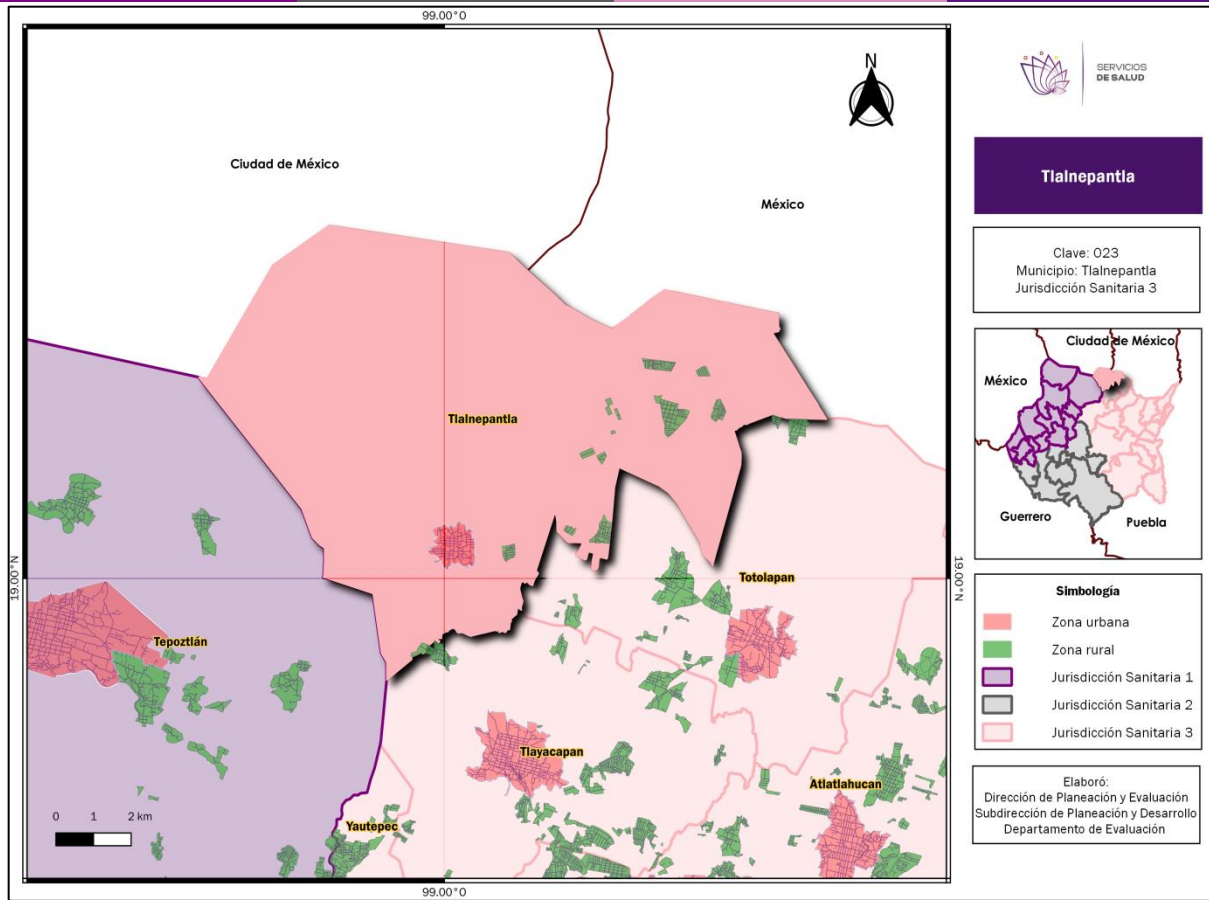 99.00°O
Ciudad de México
México
N
Tlalnepantla
19.00°N
19.00°N
Totolapan
Tepoztlán
Tlayacapan
Atlatlahucan
Yautepec
0 1 2 km
99.00°O
SERVICIOS
DE SALUD
Tlalnepantla
Clave: 023
Municipio: Tlalnepantla
Jurisdicción Sanitaria 3
Ciudad de México
México
Guerrero
Puebla
Simbología
Zona urbana
Zona rural
Jurisdicción Sanitaria 1
Jurisdicción Sanitaria 2
Jurisdicción Sanitaria 3
Elaboró:
Dirección de Planeación y Evaluación
Subdirección de Planeación y Desarrollo
Departamento de Evaluación